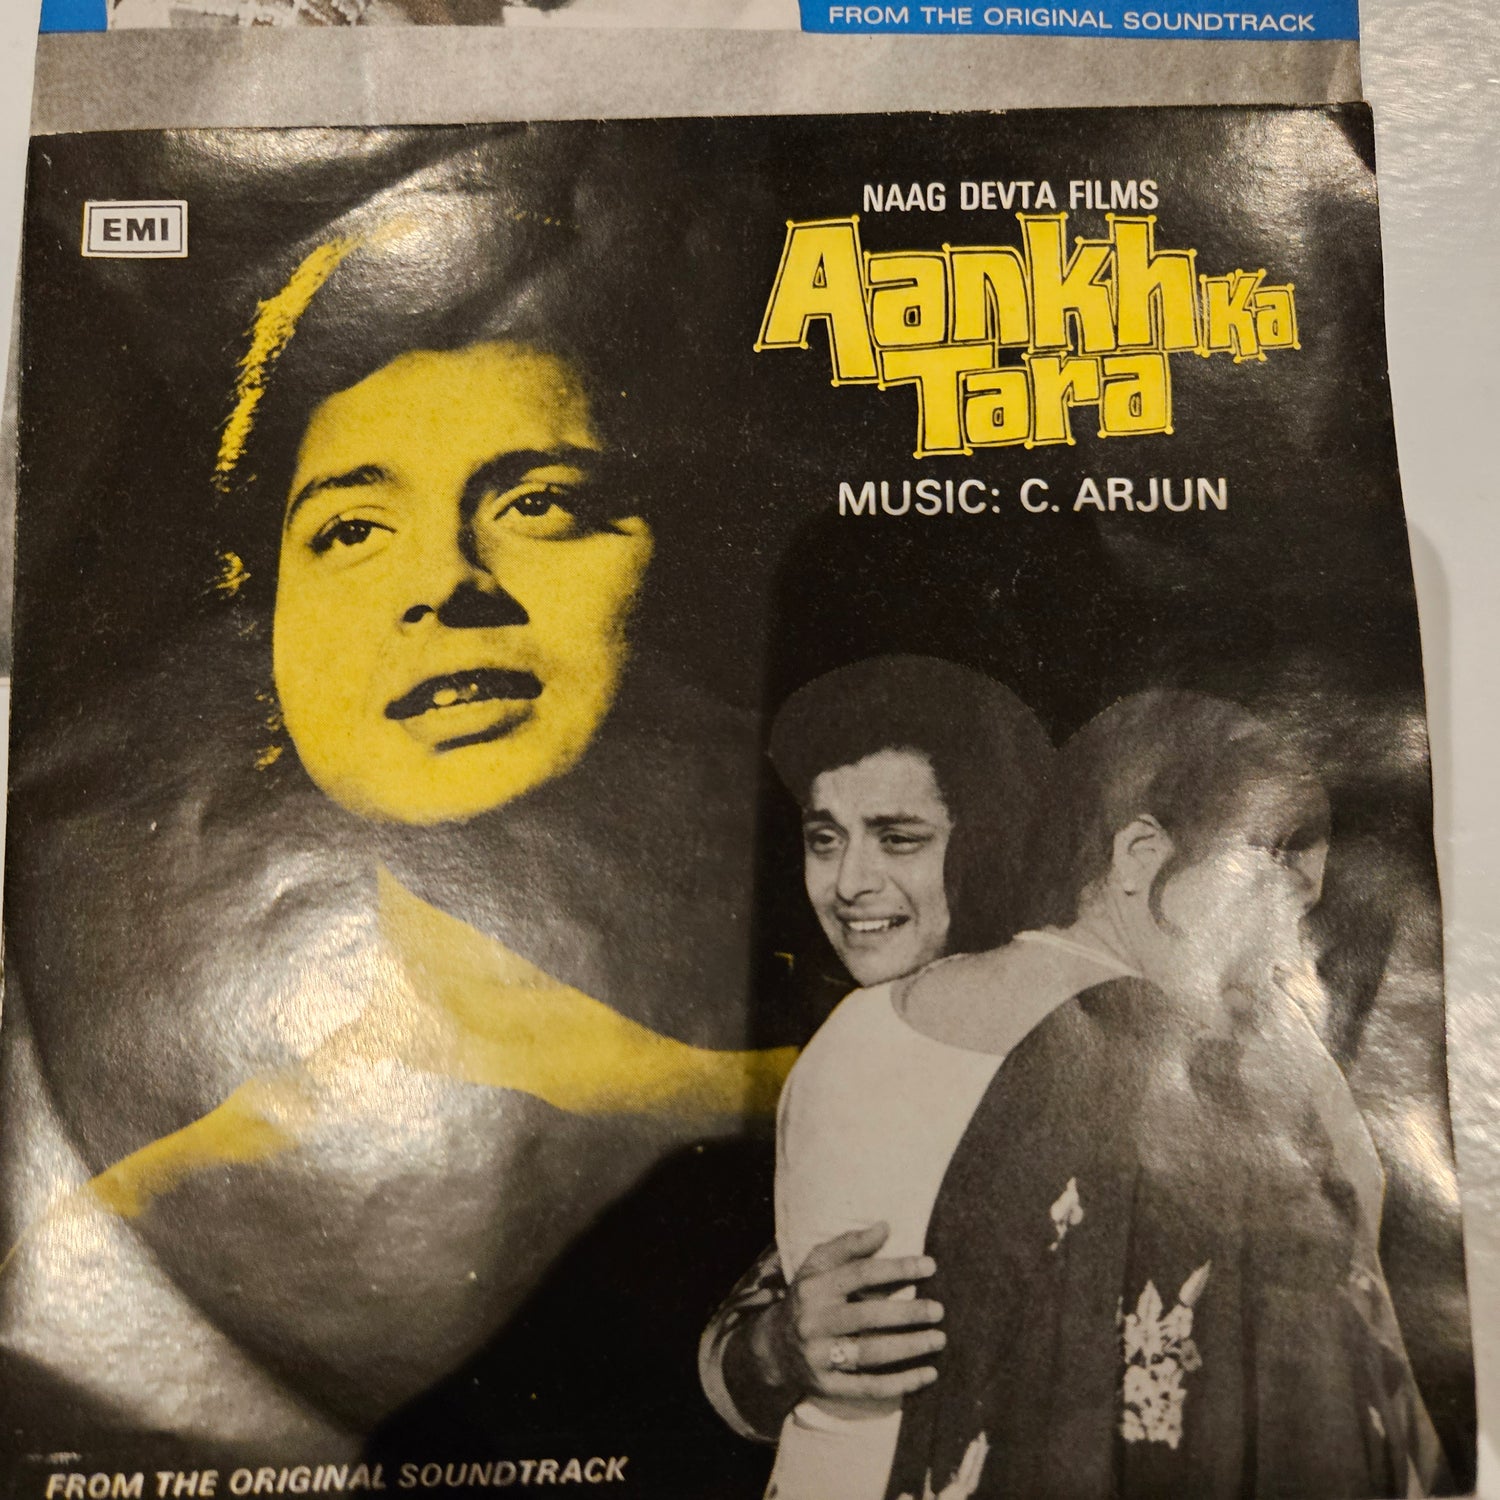 FROM THE ORIGINAL SOUNDTRACK
EMI
NAAG DEVTA FILMS
Aankh Ka
Tara
MUSIC: C. ARJUN
FROM THE ORIGINAL SOUNDTRACK